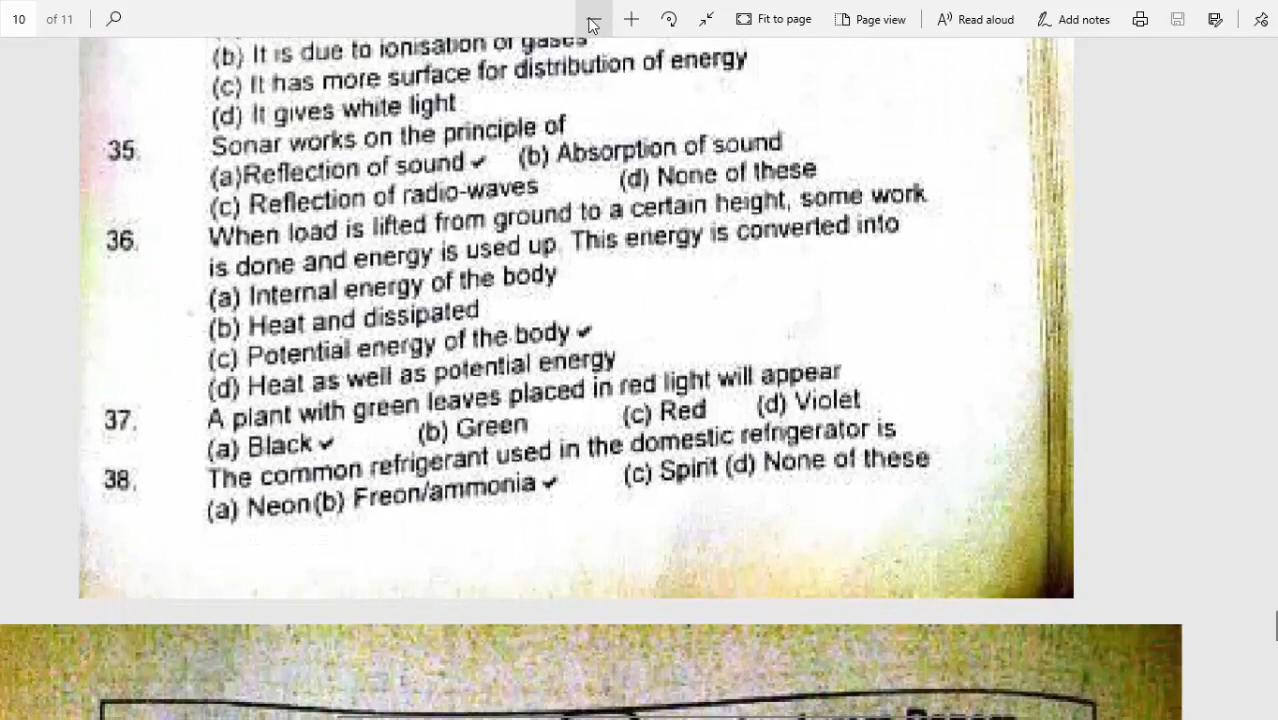 10 of 11 Fit to page Page view Read aloud Add notes
(b) It is due to ionisation of gases
(c) It has more surface for distribution of energy
(d) It gives white light
35. Sonar works on the principle of
(a)Reflection of sound ✔ (b) Absorption of sound
(c) Reflection of radio-waves (d) None of these
36. When load is lifted from ground to a certain height, some work
is done and energy is used up. This energy is converted into
(a) Internal energy of the body
(b) Heat and dissipated
(c) Potential energy of the body ✔
(d) Heat as well as potential energy
37. A plant with green leaves placed in red light will appear
(a) Black ✔ (b) Green (c) Red (d) Violet
38. The common refrigerant used in the domestic refrigerator is
(a) Neon(b) Freon/ammonia ✔ (c) Spirit (d) None of these